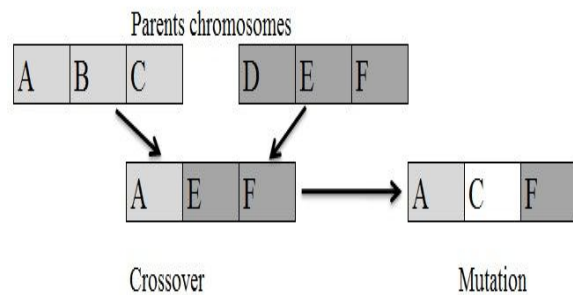 Parents chromosomes
A B C D E F
A E F A C F
Crossover Mutation